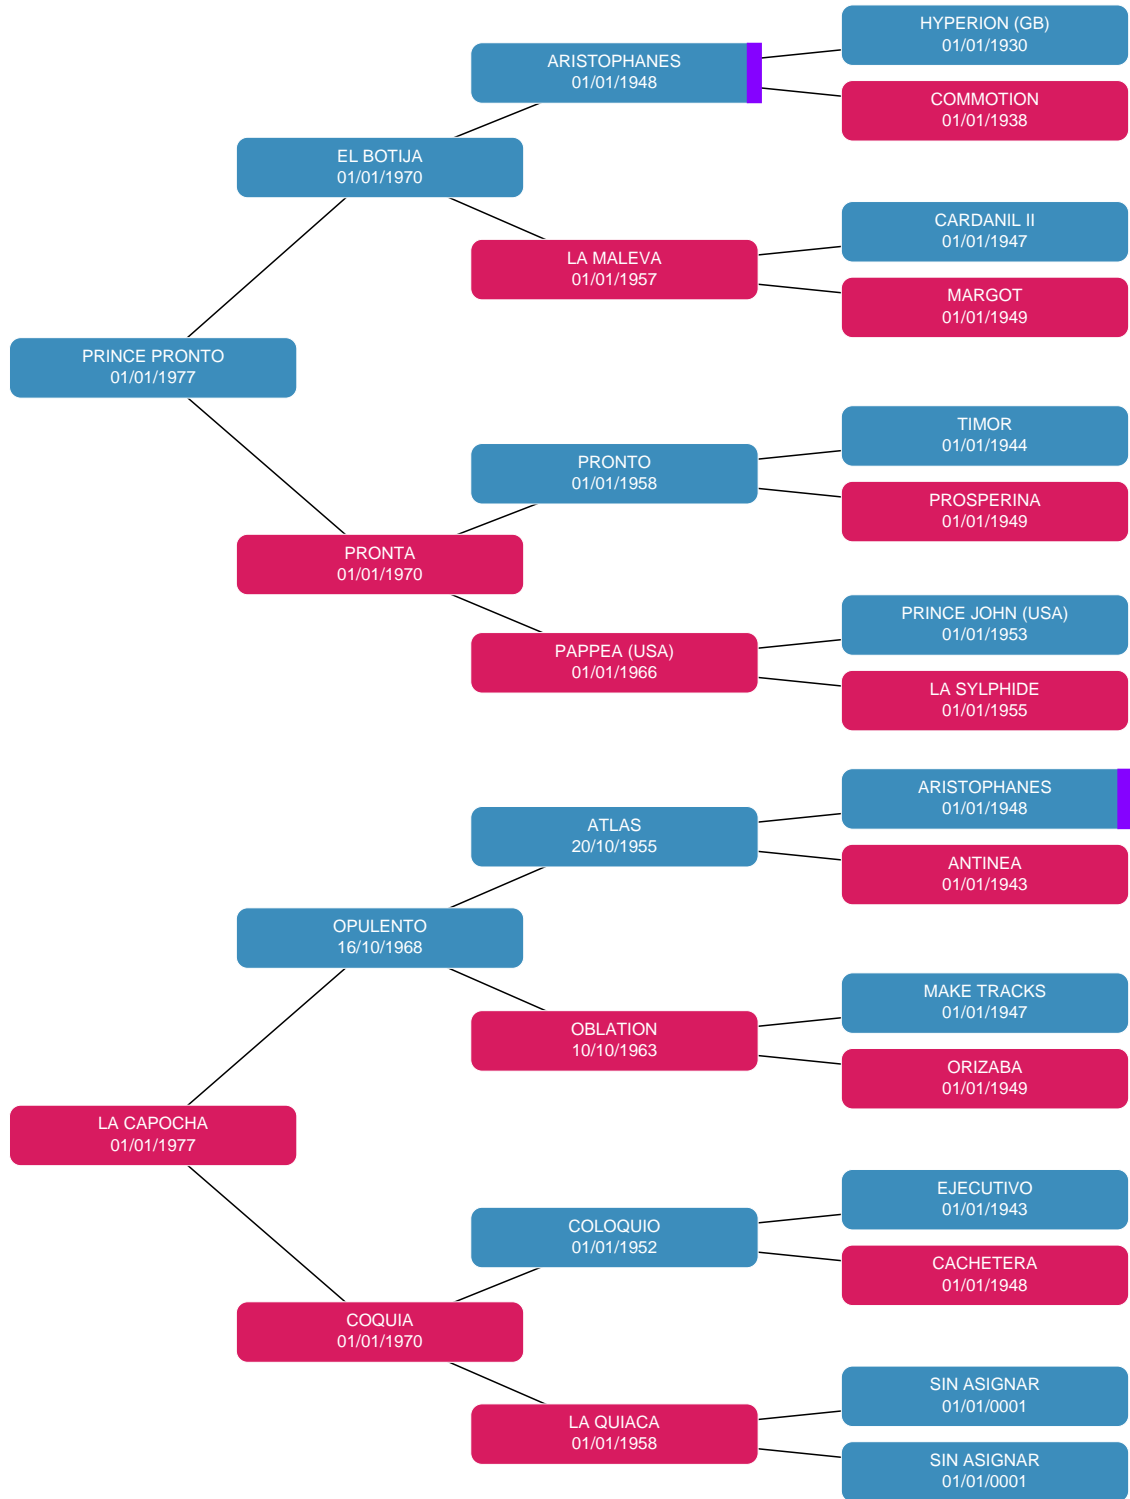 HYPERION (GB)
01/01/1930
ARISTOPHANES
01/01/1948
COMMOTION
01/01/1938
EL BOTIJA
01/01/1970
CARDANIL II
01/01/1947
LA MALEVA
01/01/1957
MARGOT
01/01/1949
PRINCE PRONTO
01/01/1977
TIMOR
01/01/1944
PRONTO
01/01/1958
PROSPERINA
01/01/1949
PRONTA
01/01/1970
PRINCE JOHN (USA)
01/01/1953
PAPPEA (USA)
01/01/1966
LA SYLPHIDE
01/01/1955
ARISTOPHANES
01/01/1948
ATLAS
20/10/1955
ANTINEA
01/01/1943
OPULENTO
16/10/1968
MAKE TRACKS
01/01/1947
OBLATION
10/10/1963
ORIZABA
01/01/1949
LA CAPOCHA
01/01/1977
EJECUTIVO
01/01/1943
COLOQUIO
01/01/1952
CACHETERA
01/01/1948
COQUIA
01/01/1970
SIN ASIGNAR
01/01/0001
LA QUIACA
01/01/1958
SIN ASIGNAR
01/01/0001